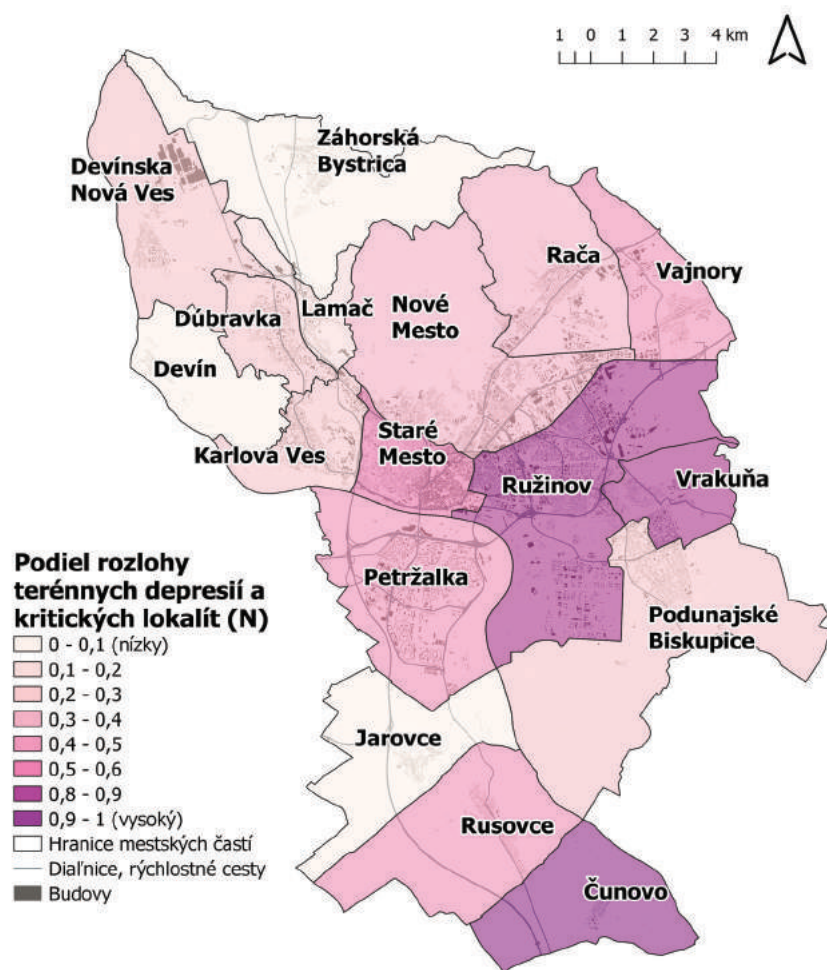 1 0 1 2 3 4 km
Záhorská
Bystrica
Devínska
Nová Ves
Rača
Vajnory
Lamač
Nové
Mesto
Dúbravka
Devín
Staré
Mesto
Karlova Ves
Vrakuňa
Ružinov
Petržalka
Podunajské
Biskupice
Jarovce
Rusovce
Čunovo
Podiel rozlohy
terénnych depresií a
kritických lokalít (N)
0 - 0,1 (nízky)
0,1 - 0,2
0,2 - 0,3
0,3 - 0,4
0,4 - 0,5
0,5 - 0,6
0,8 - 0,9
0,9 - 1 (vysoký)
Hranice mestských častí
Diaľnice, rýchlostné cesty
Budovy